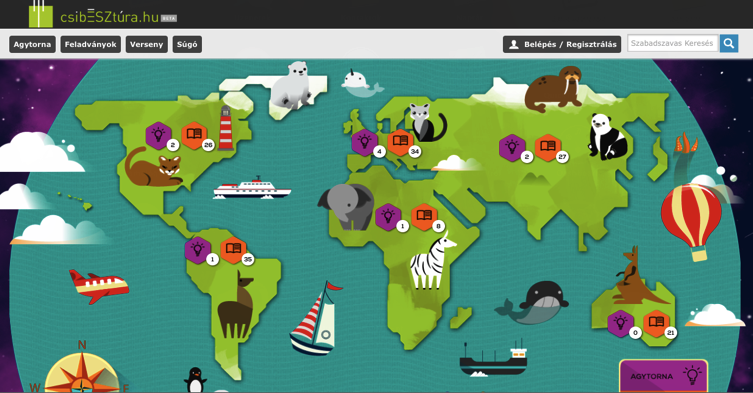 csibÉSZtúra.hu BETA
Agytorna Feladványok Verseny Súgó Belépés / Regisztrálás Szabadszavas Keresés
2 26
4 34
2 27
1 8
1 35
0 21
N
W E
AGYTORNA